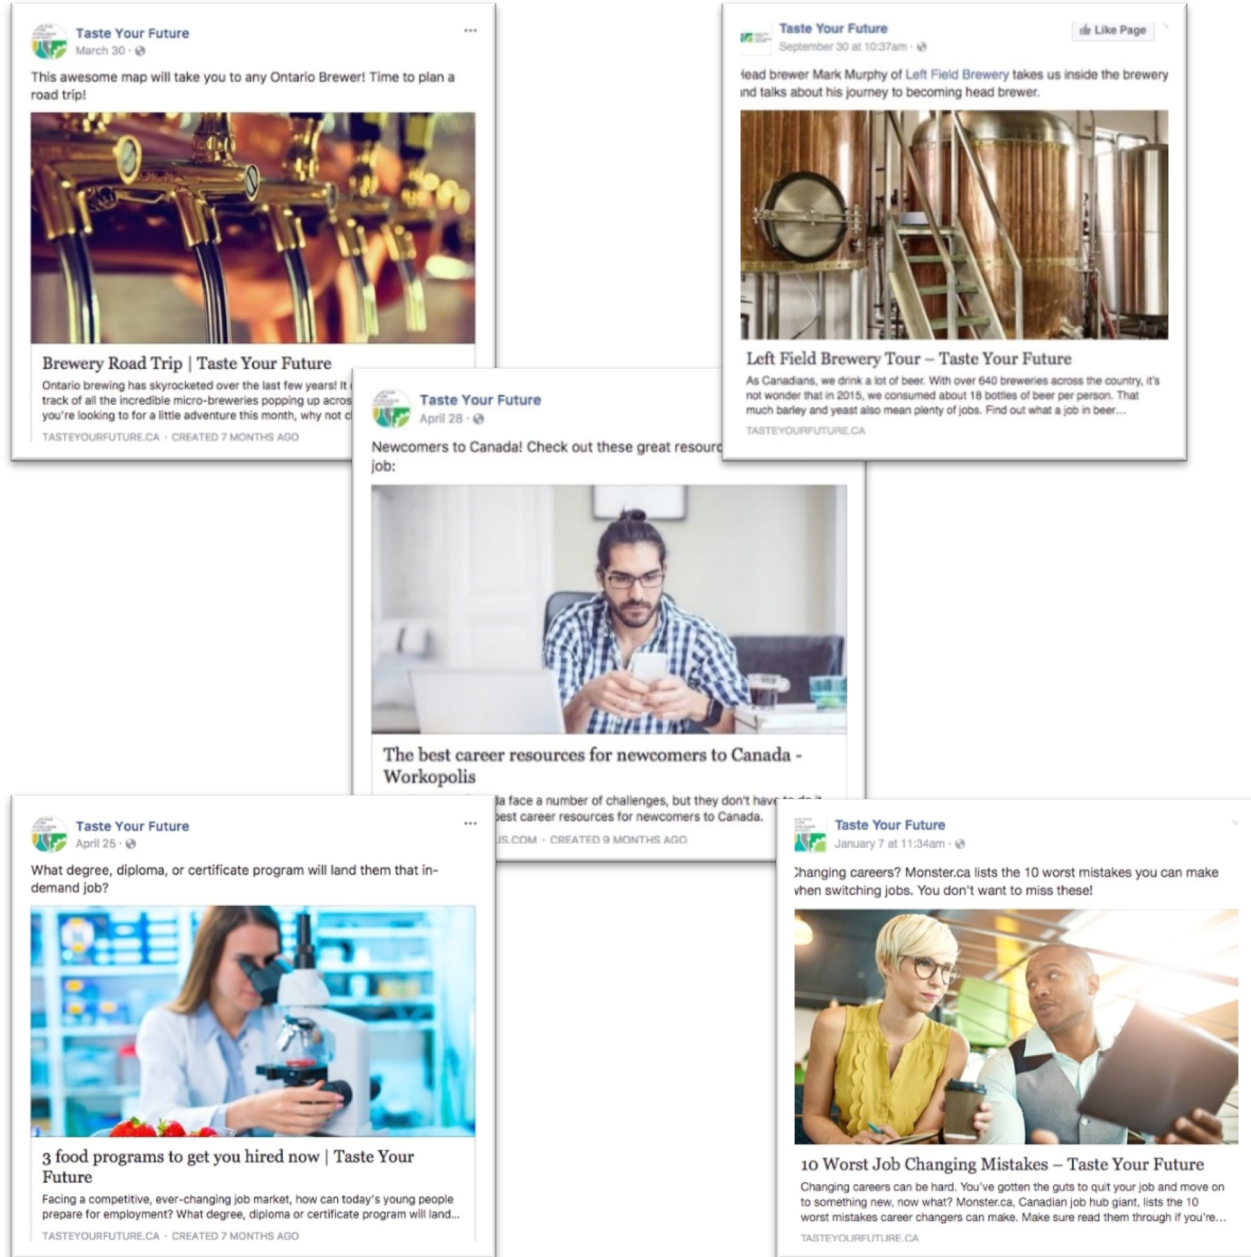 Taste Your Future
March 30 ·
This awesome map will take you to any Ontario Brewer! Time to plan a
road trip!
Brewery Road Trip | Taste Your Future
Ontario brewing has skyrocketed over the last few years! It
track of all the incredible micro-breweries popping up
you're looking to for a little adventure this month, why not
TASTEYOURFUTURE.CA · CREATED 7 MONTHS AGO
Taste Your Future
September 30 at 10:37am ·
Like Page
brewer Mark Murphy of Left Field Brewery takes us inside the brewery
and talks about his journey to becoming head brewer.
Left Field Brewery Tour – Taste Your Future
As Canadians, we drink a lot of beer. With over 640 breweries across the country, it's
not wonder that in 2015, we consumed about 18 bottles of beer per person. That
much barley and yeast also mean plenty of jobs. Find out what a job in beer...
TASTEYOURFUTURE.CA
Taste Your Future
April 28 ·
Newcomers to Canada! Check out these great
job:
The best career resources for newcomers to Canada -
Workopolis
face a number of challenges, but they don't have
best career resources for newcomers to Canada.
IS.COM · CREATED 9 MONTHS AGO
Taste Your Future
April 25 ·
What degree, diploma, or certificate program will land them that in-
demand job?
3 food programs to get you hired now | Taste Your
Future
Facing a competitive, ever-changing job market, how can today's young people
prepare for employment? What degree, diploma or certificate program will land...
TASTEYOURFUTURE.CA · CREATED 7 MONTHS AGO
Taste Your Future
January 7 at 11:34am ·
Changing careers? Monster.ca lists the 10 worst mistakes you can make
when switching jobs. You don't want to miss these!
10 Worst Job Changing Mistakes – Taste Your Future
Changing careers can be hard. You've gotten the guts to quit your job and move on
to something new, now what? Monster.ca, Canadian job hub giant, lists the 10
worst mistakes career changers can make. Make sure read them through if you're...
TASTEYOURFUTURE.CA